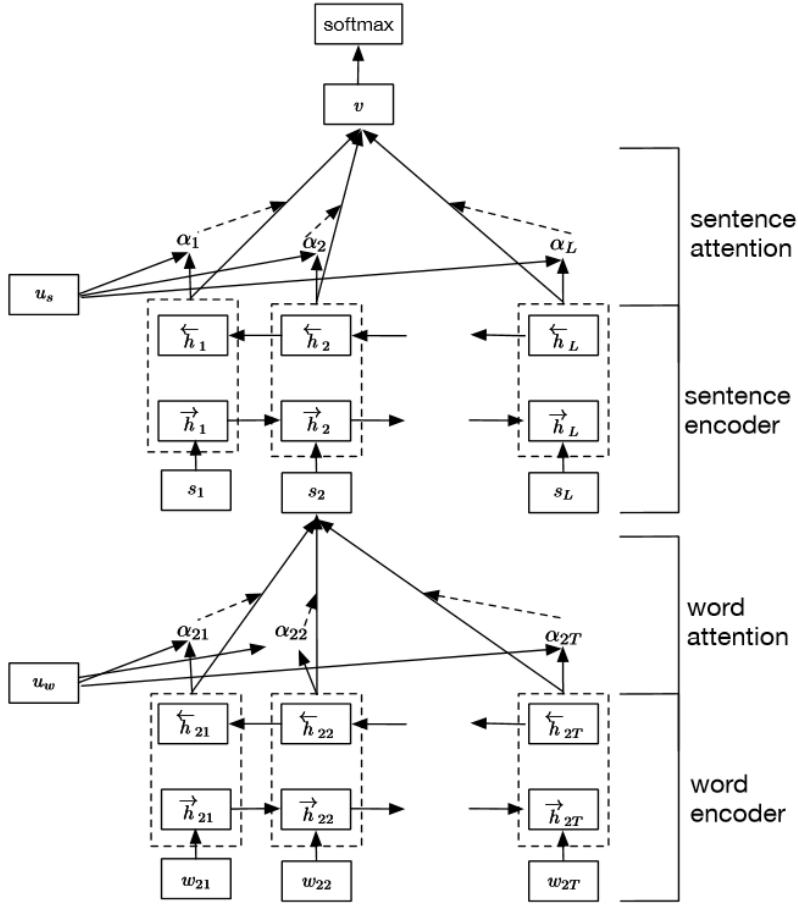 softmax
v
sentence
attention
α1 α2 αL
us
←h1 ←h2 ←hL
sentence
encoder
→h1 →h2 →hL
s1 s2 sL
word
attention
α21 α22 α2T
uw
←h21 ←h22 ←h2T
word
encoder
→h21 →h22 →h2T
w21 w22 w2T